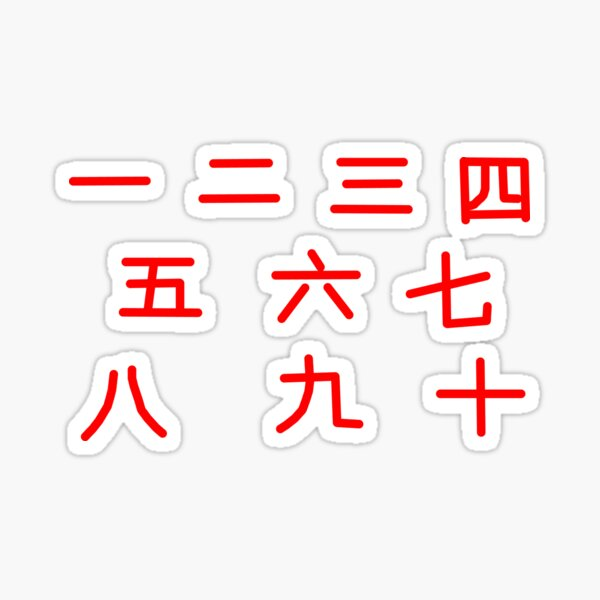 一 二 三 四
五 六 七
八 九 十